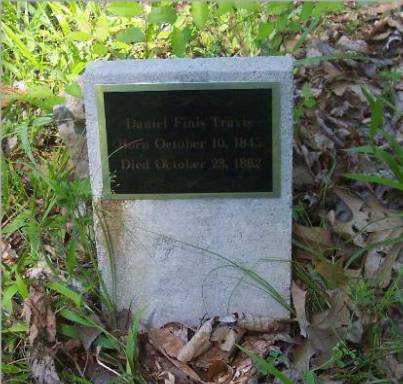 Daniel Finis Travis
Born October 10, 1845
Died October 23, 1882